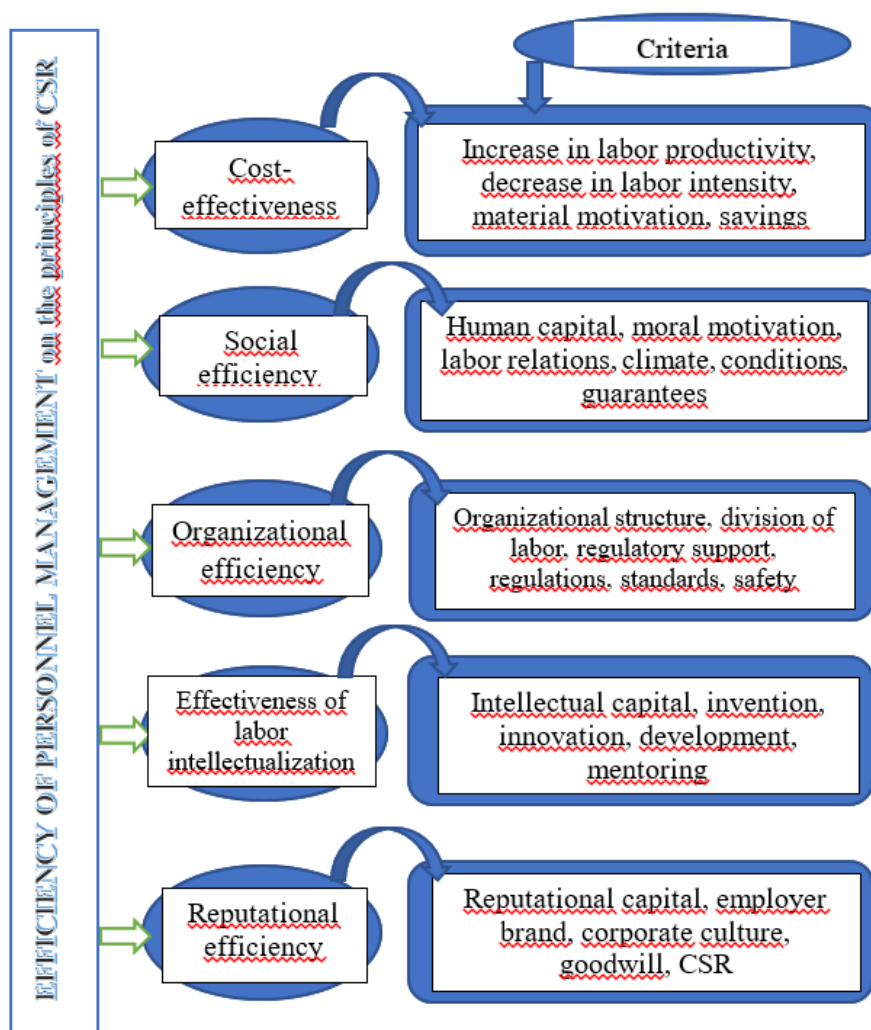 EFFICIENCY OF PERSONNEL MANAGEMENT on the principles of CSR
Criteria
Cost-
effectiveness
Increase in labor productivity,
decrease in labor intensity,
material motivation, savings
Social
efficiency
Human capital, moral motivation,
labor relations, climate, conditions,
guarantees
Organizational
efficiency
Organizational structure, division of
labor, regulatory support,
regulations, standards, safety
Effectiveness of
labor
intellectualization
Intellectual capital, invention,
innovation, development,
mentoring
Reputational
efficiency
Reputational capital, employer
brand, corporate culture,
goodwill, CSR